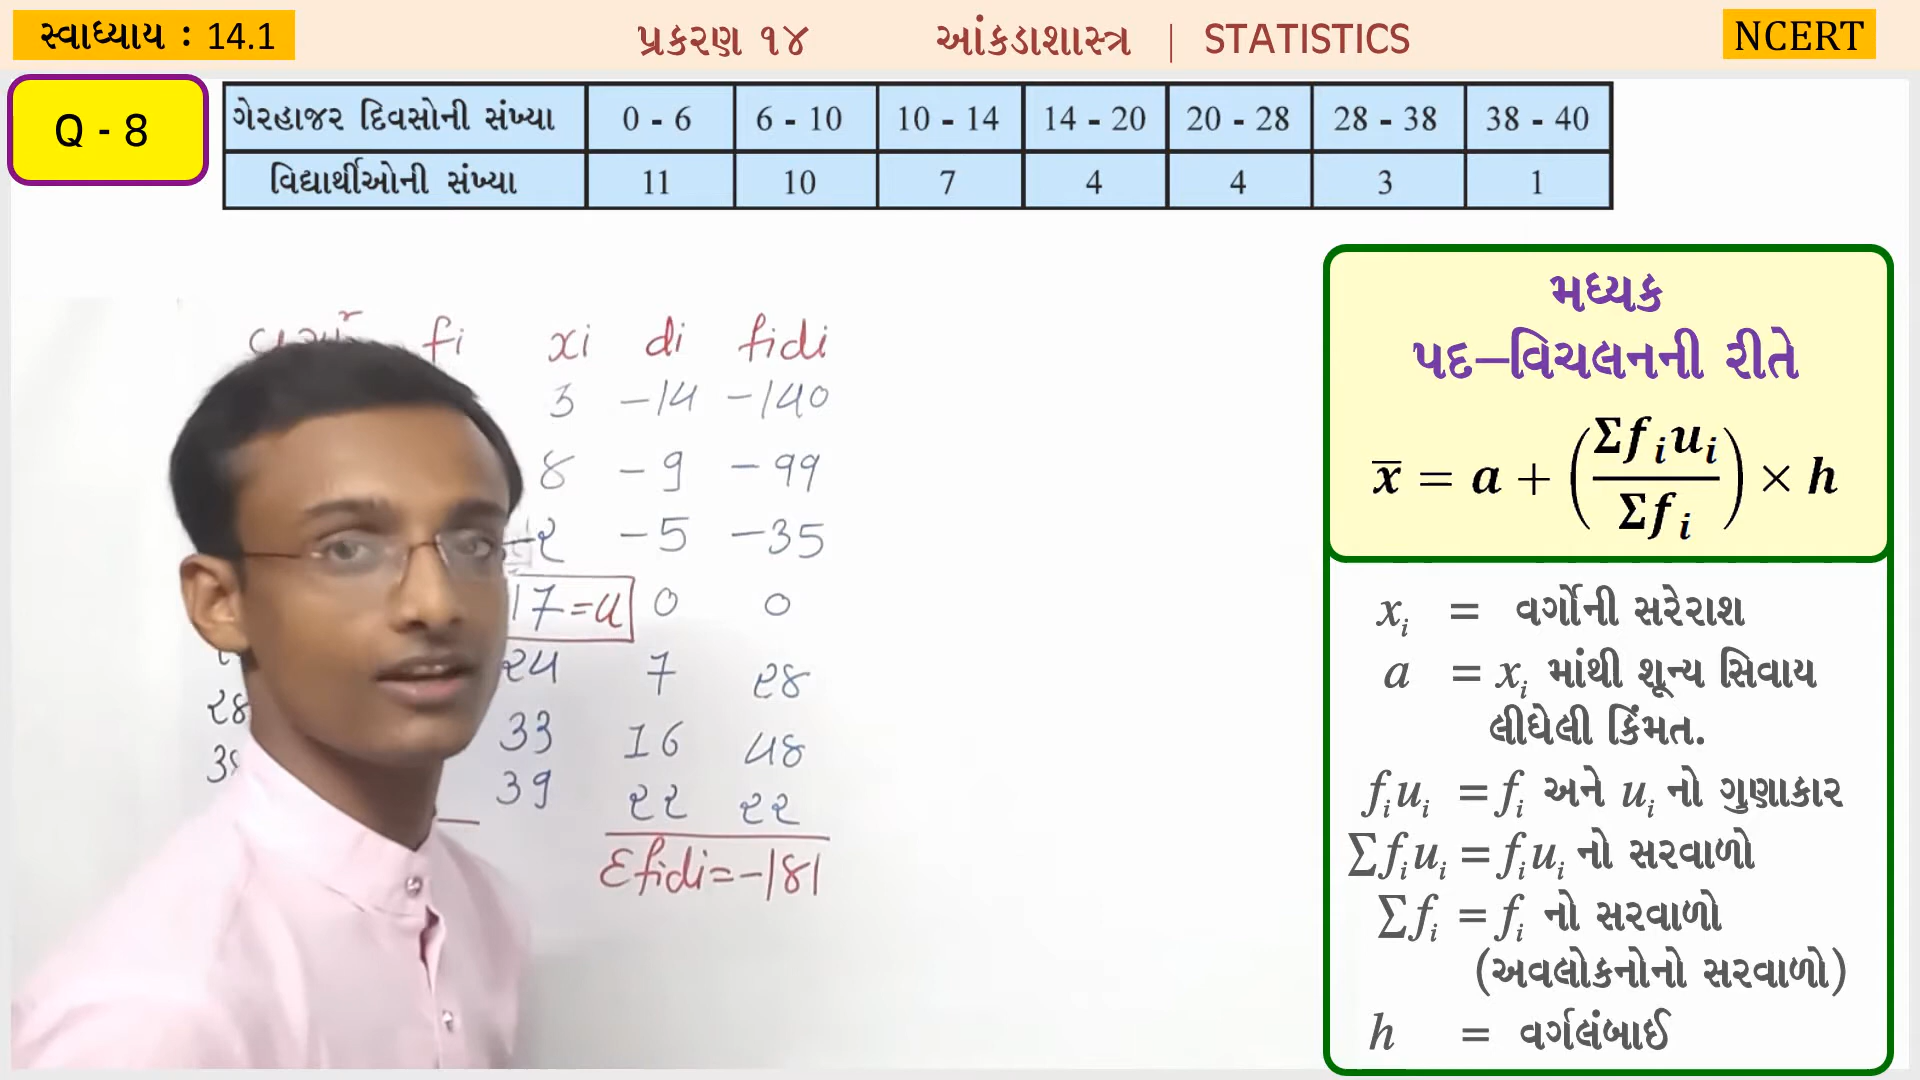 સ્વાધ્યાય : 14.1
પ્રકરણ ૧૪ આંકડાશાસ્ત્ર | STATISTICS
NCERT
Q - 8
ગેરહાજર દિવસોની સંખ્યા 0 - 6 6 - 10 10 - 14 14 - 20 20 - 28 28 - 38 38 - 40
વિદ્યાર્થીઓની સંખ્યા 11 10 7 4 4 3 1
fi xi di fidi
3 -14 -140
8 -9 -99
-5 -35
17=a 0 0
૨૪.૫ 7 ૨૪
33 16 ૫૪
39 ૨૨ ૨૨
Σfidi=-181
મધ્યક
પદ–વિચલનની રીતે
x̅ = a + (Σfᵢuᵢ / Σfᵢ) × h
xᵢ = વર્ગોની સરેરાશ
a = xᵢ માંથી શૂન્ય સિવાય
લીધેલી કિંમત.
fᵢuᵢ = fᵢ અને uᵢ નો ગુણાકાર
Σfᵢuᵢ = fᵢuᵢ નો સરવાળો
Σfᵢ = fᵢ નો સરવાળો
(અવલોકનોનો સરવાળો)
h = વર્ગલંબાઈ